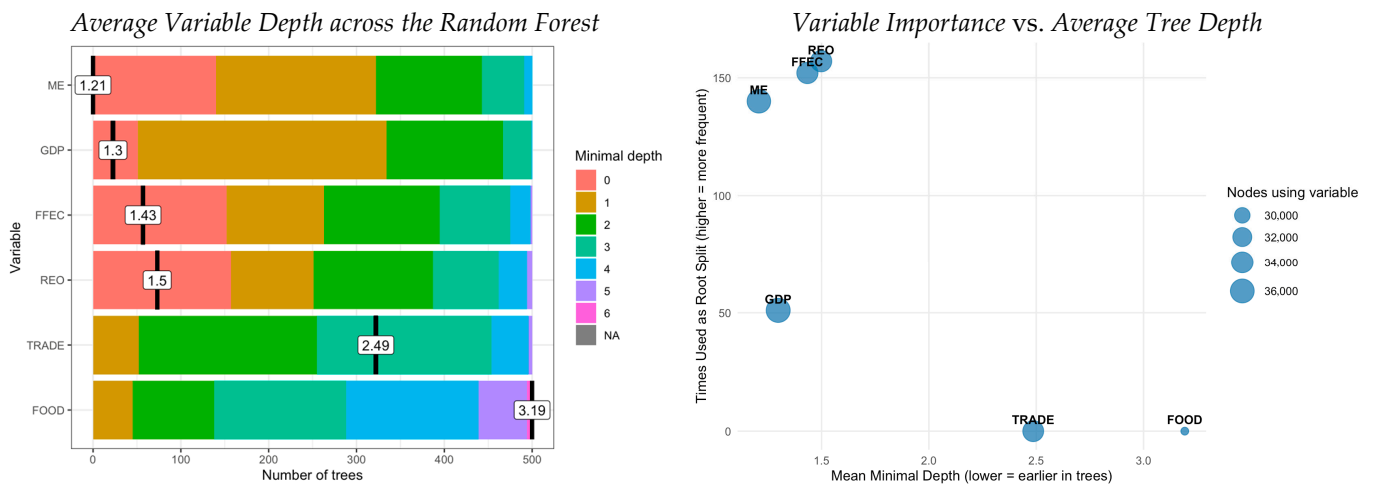 Average Variable Depth across the Random Forest
Variable
ME
GDP
FFEC
REO
TRADE
FOOD
1.21
1.3
1.43
1.5
2.49
3.19
0 100 200 300 400 500
Number of trees
Minimal depth
0
1
2
3
4
5
6
NA
Variable Importance vs. Average Tree Depth
Times Used as Root Split (higher = more frequent)
150
100
50
0
REO
FFEC
ME
GDP
TRADE
FOOD
1.5 2.0 2.5 3.0
Mean Minimal Depth (lower = earlier in trees)
Nodes using variable
30,000
32,000
34,000
36,000